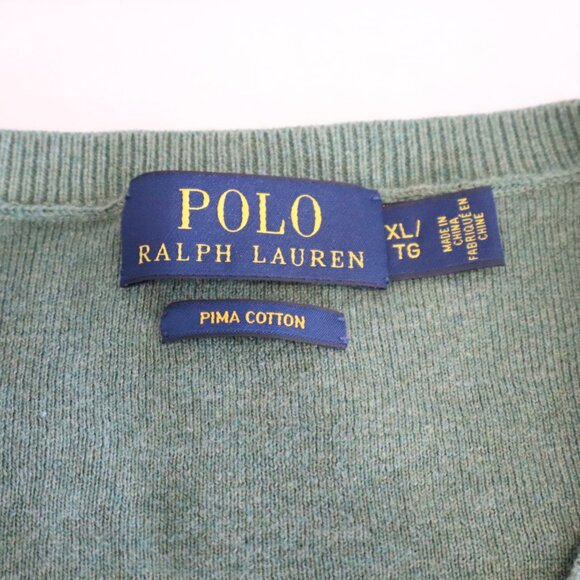 POLO
RALPH LAUREN
XL/
TG
MADE IN
CHINA
FABRIQUÉ EN
CHINE
PIMA COTTON